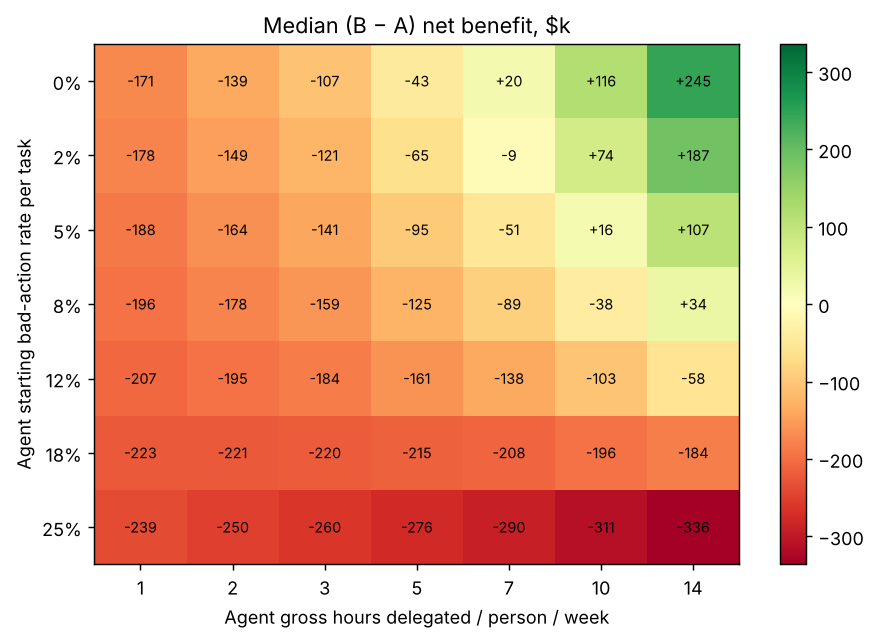 Median (B − A) net benefit, $k
Agent starting bad-action rate per task
0% -171 -139 -107 -43 +20 +116 +245
2% -178 -149 -121 -65 -9 +74 +187
5% -188 -164 -141 -95 -51 +16 +107
8% -196 -178 -159 -125 -89 -38 +34
12% -207 -195 -184 -161 -138 -103 -58
18% -223 -221 -220 -215 -208 -196 -184
25% -239 -250 -260 -276 -290 -311 -336
1 2 3 5 7 10 14
Agent gross hours delegated / person / week
300
200
100
0
−100
−200
−300